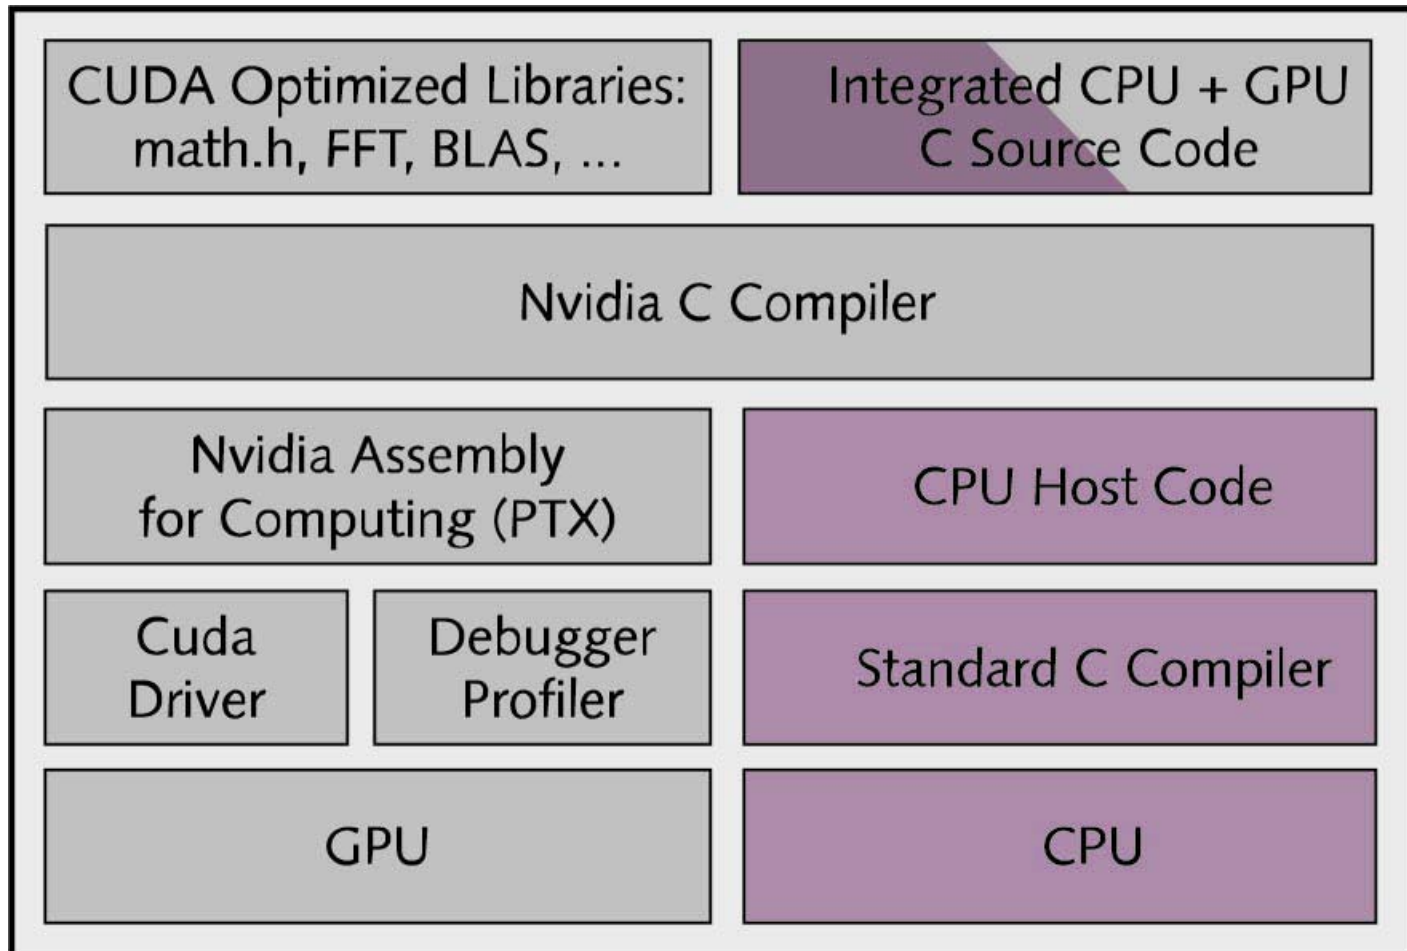 CUDA Optimized Libraries:
math.h, FFT, BLAS, ...
Integrated CPU + GPU
C Source Code
Nvidia C Compiler
Nvidia Assembly
for Computing (PTX)
CPU Host Code
Cuda
Driver
Debugger
Profiler
Standard C Compiler
GPU
CPU